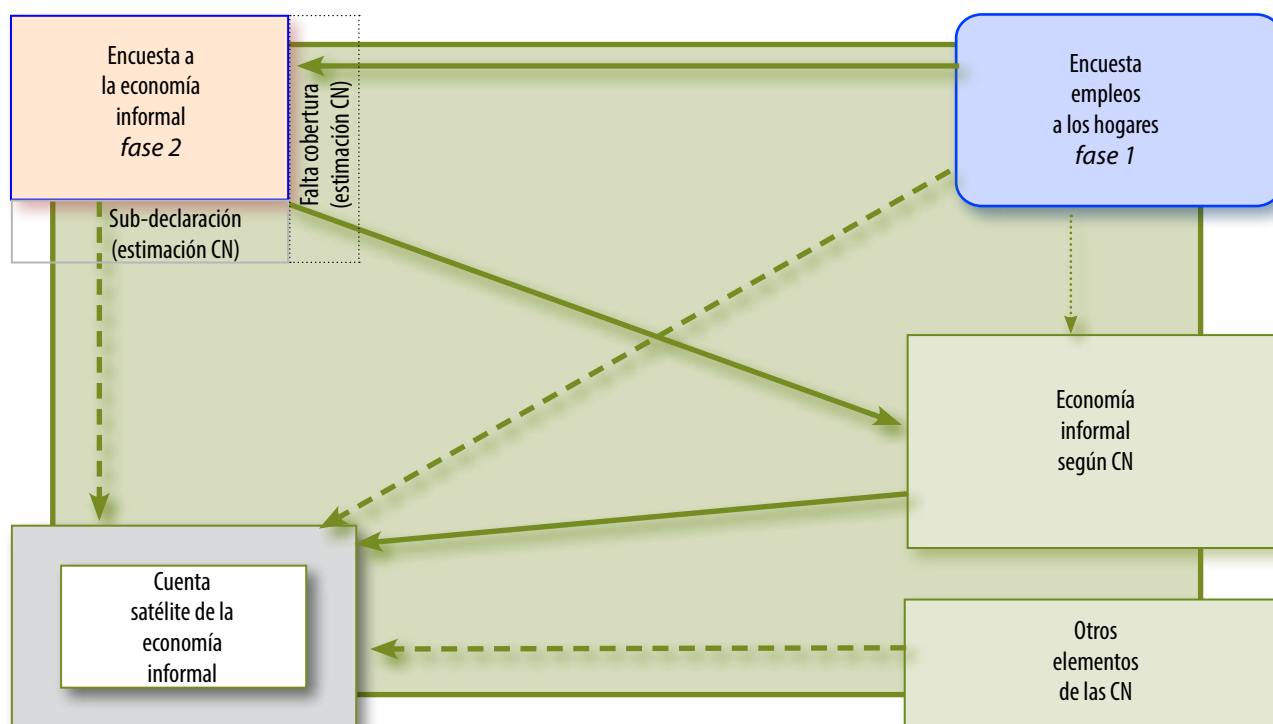 Encuesta a
la economía
informal
fase 2
Falta cobertura
(estimación CN)
Sub-declaración
(estimación CN)
Encuesta
empleos
a los hogares
fase 1
Economía
informal
según CN
Cuenta
satélite de la
economía
informal
Otros
elementos
de las CN